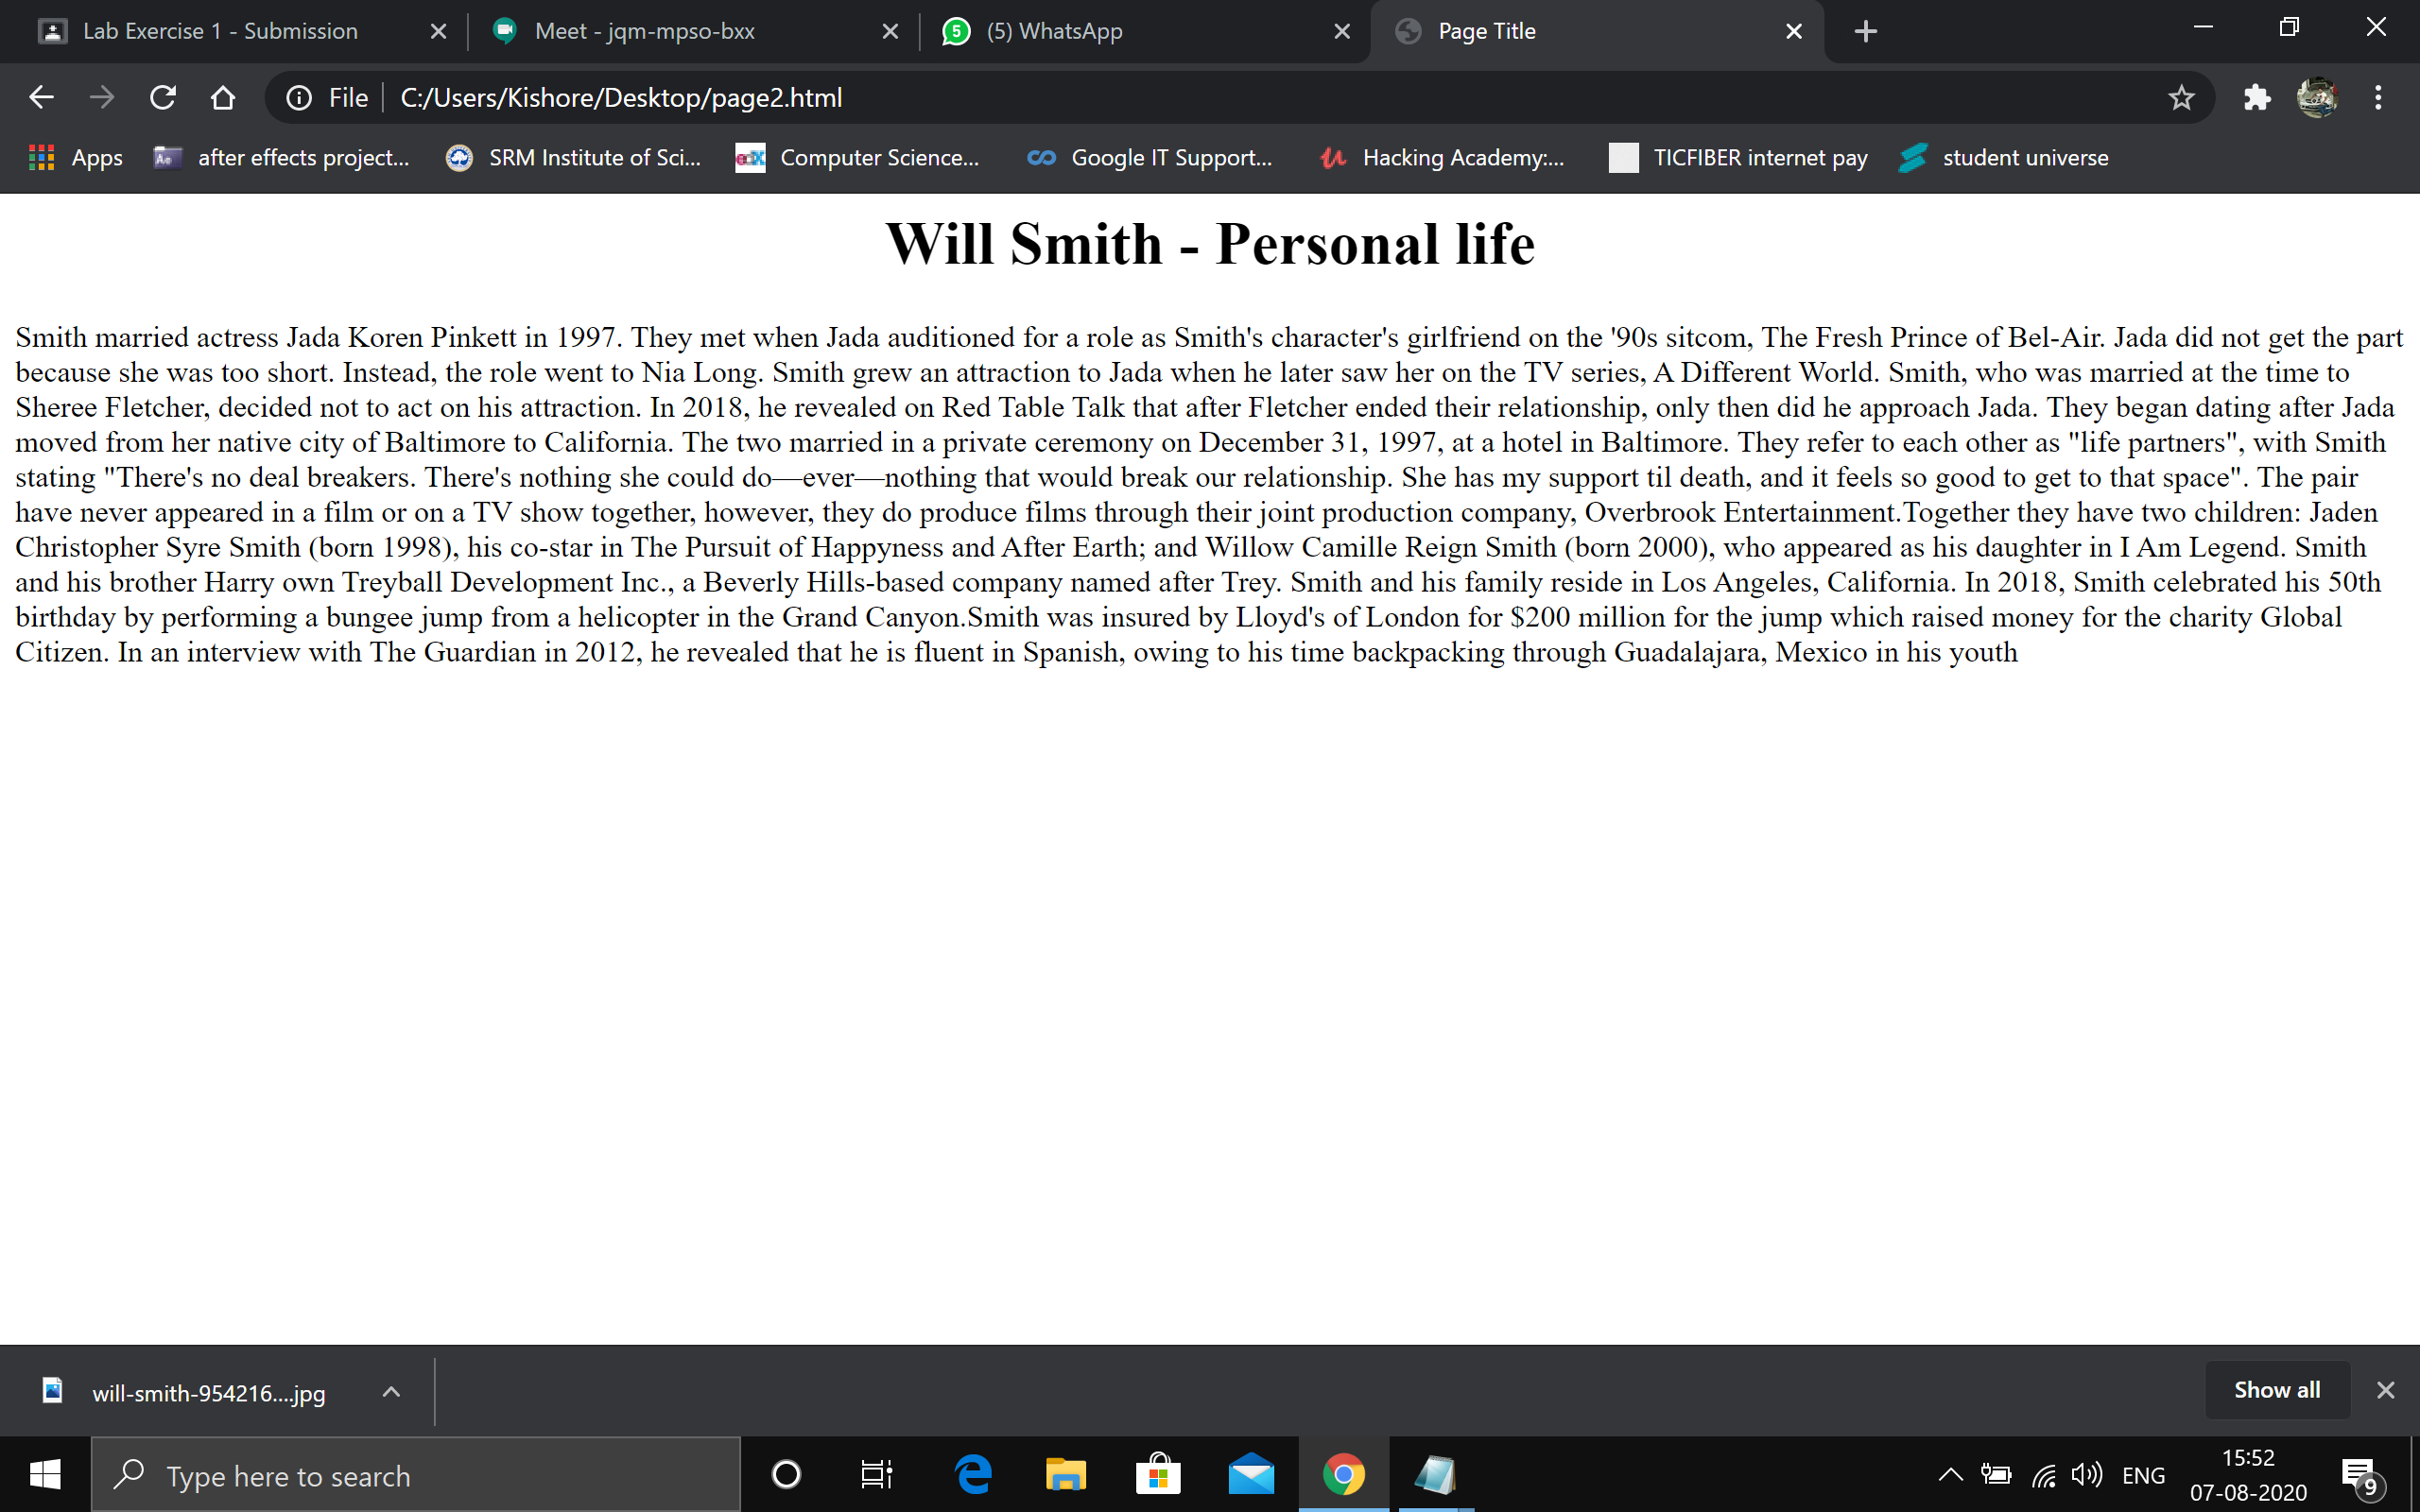 Lab Exercise 1 - Submission
Meet - jqm-mpso-bxx
5 (5) WhatsApp
Page Title
File C:/Users/Kishore/Desktop/page2.html
Apps
Ae after effects project...
SRM Institute of Sci...
edX Computer Science...
Google IT Support...
Hacking Academy:...
TICFIBER internet pay
student universe
Will Smith - Personal life
Smith married actress Jada Koren Pinkett in 1997. They met when Jada auditioned for a role as Smith's character's girlfriend on the '90s sitcom, The Fresh Prince of Bel-Air. Jada did not get the part
because she was too short. Instead, the role went to Nia Long. Smith grew an attraction to Jada when he later saw her on the TV series, A Different World. Smith, who was married at the time to
Sheree Fletcher, decided not to act on his attraction. In 2018, he revealed on Red Table Talk that after Fletcher ended their relationship, only then did he approach Jada. They began dating after Jada
moved from her native city of Baltimore to California. The two married in a private ceremony on December 31, 1997, at a hotel in Baltimore. They refer to each other as "life partners", with Smith
stating "There's no deal breakers. There's nothing she could do—ever—nothing that would break our relationship. She has my support til death, and it feels so good to get to that space". The pair
have never appeared in a film or on a TV show together, however, they do produce films through their joint production company, Overbrook Entertainment.Together they have two children: Jaden
Christopher Syre Smith (born 1998), his co-star in The Pursuit of Happyness and After Earth; and Willow Camille Reign Smith (born 2000), who appeared as his daughter in I Am Legend. Smith
and his brother Harry own Treyball Development Inc., a Beverly Hills-based company named after Trey. Smith and his family reside in Los Angeles, California. In 2018, Smith celebrated his 50th
birthday by performing a bungee jump from a helicopter in the Grand Canyon.Smith was insured by Lloyd's of London for $200 million for the jump which raised money for the charity Global
Citizen. In an interview with The Guardian in 2012, he revealed that he is fluent in Spanish, owing to his time backpacking through Guadalajara, Mexico in his youth
will-smith-954216....jpg
Show all
Type here to search
ENG
15:52
07-08-2020
9